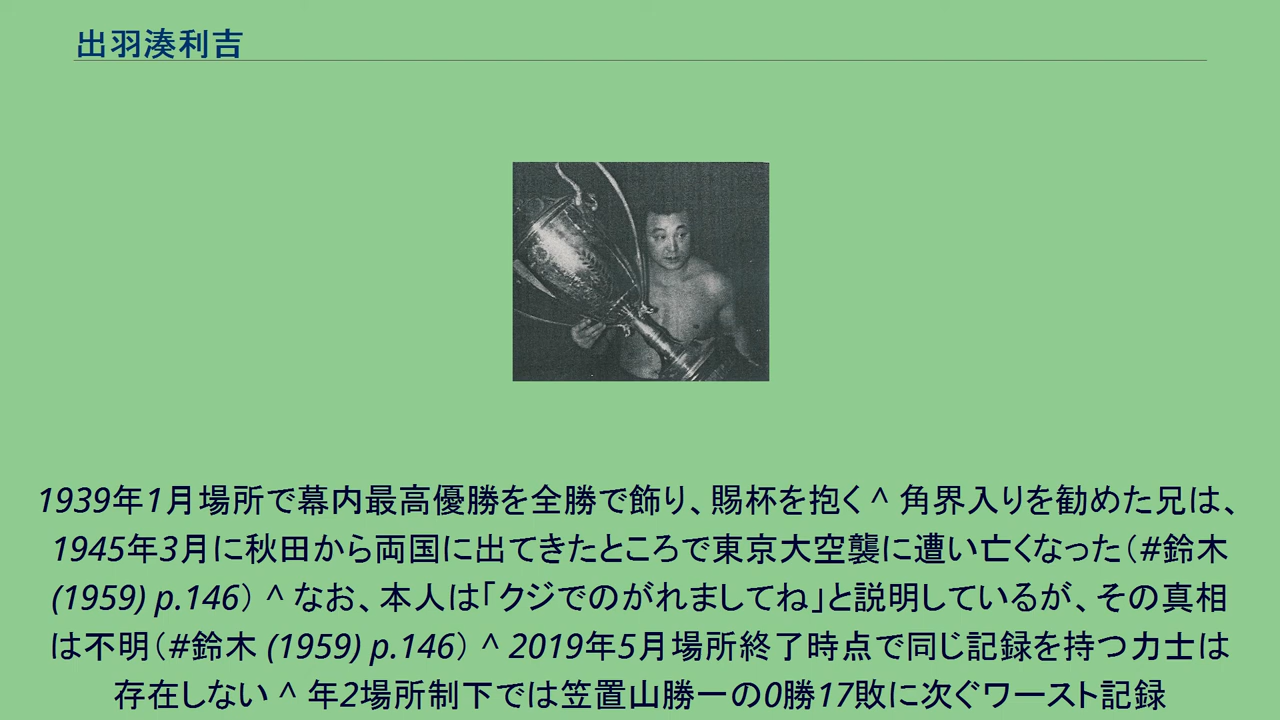 出羽湊利吉
1939年1月場所で幕内最高優勝を全勝で飾り、賜杯を抱く ^ 角界入りを勧めた兄は、
1945年3月に秋田から両国に出てきたところで東京大空襲に遭い亡くなった（#鈴木
(1959) p.146） ^ なお、本人は「クジでのがれましてね」と説明しているが、その真相
は不明（#鈴木 (1959) p.146） ^ 2019年5月場所終了時点で同じ記録を持つ力士は
存在しない ^ 年2場所制下では笠置山勝一の0勝17敗に次ぐワースト記録